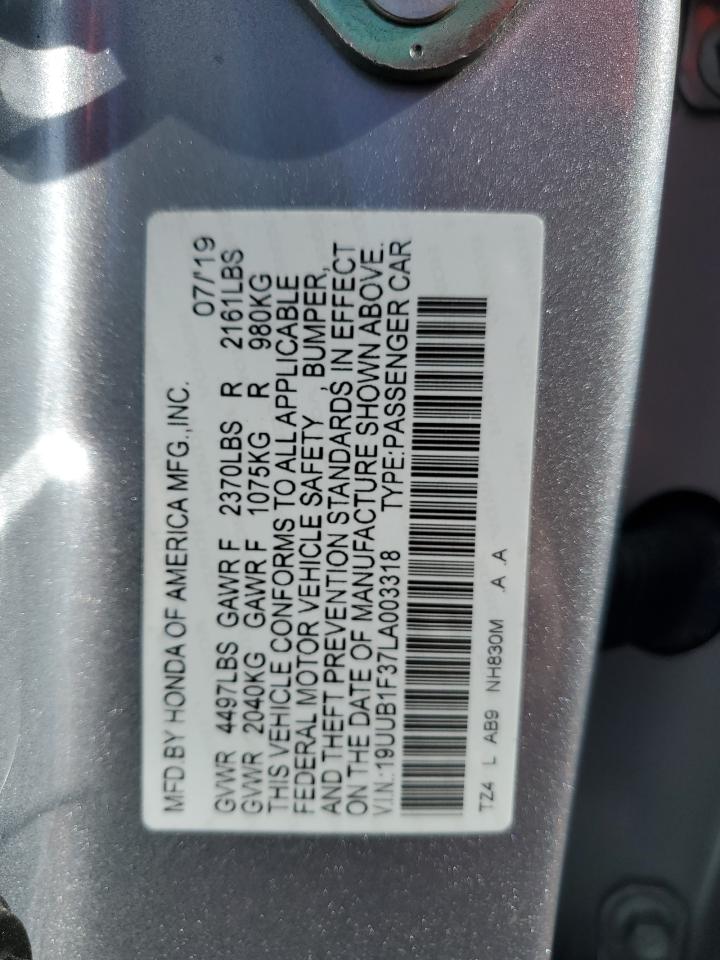 MFD.BY HONDA OF AMERICA MFG.,INC. 07/'19
GVWR 4497LBS GAWR F 2370LBS R 2161LBS
GVWR 2040KG GAWR F 1075KG R 980KG
THIS VEHICLE CONFORMS TO ALL APPLICABLE
FEDERAL MOTOR VEHICLE SAFETY , BUMPER,
AND THEFT PREVENTION STANDARDS IN EFFECT
ON THE DATE OF MANUFACTURE SHOWN ABOVE.
V.I.N.:19UUB1F37LA003318 TYPE:PASSENGER CAR
TZ4 L AB9 NH830M .A .A